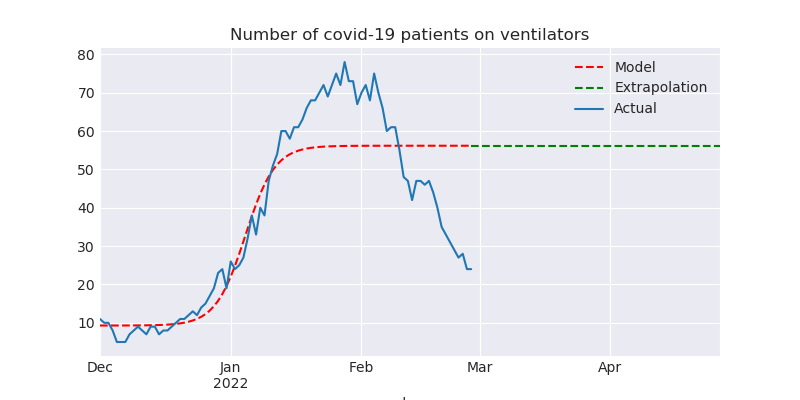 Number of covid-19 patients on ventilators
80
70
60
50
40
30
20
10
Model
Extrapolation
Actual
Dec
Jan
2022
Feb
Mar
Apr